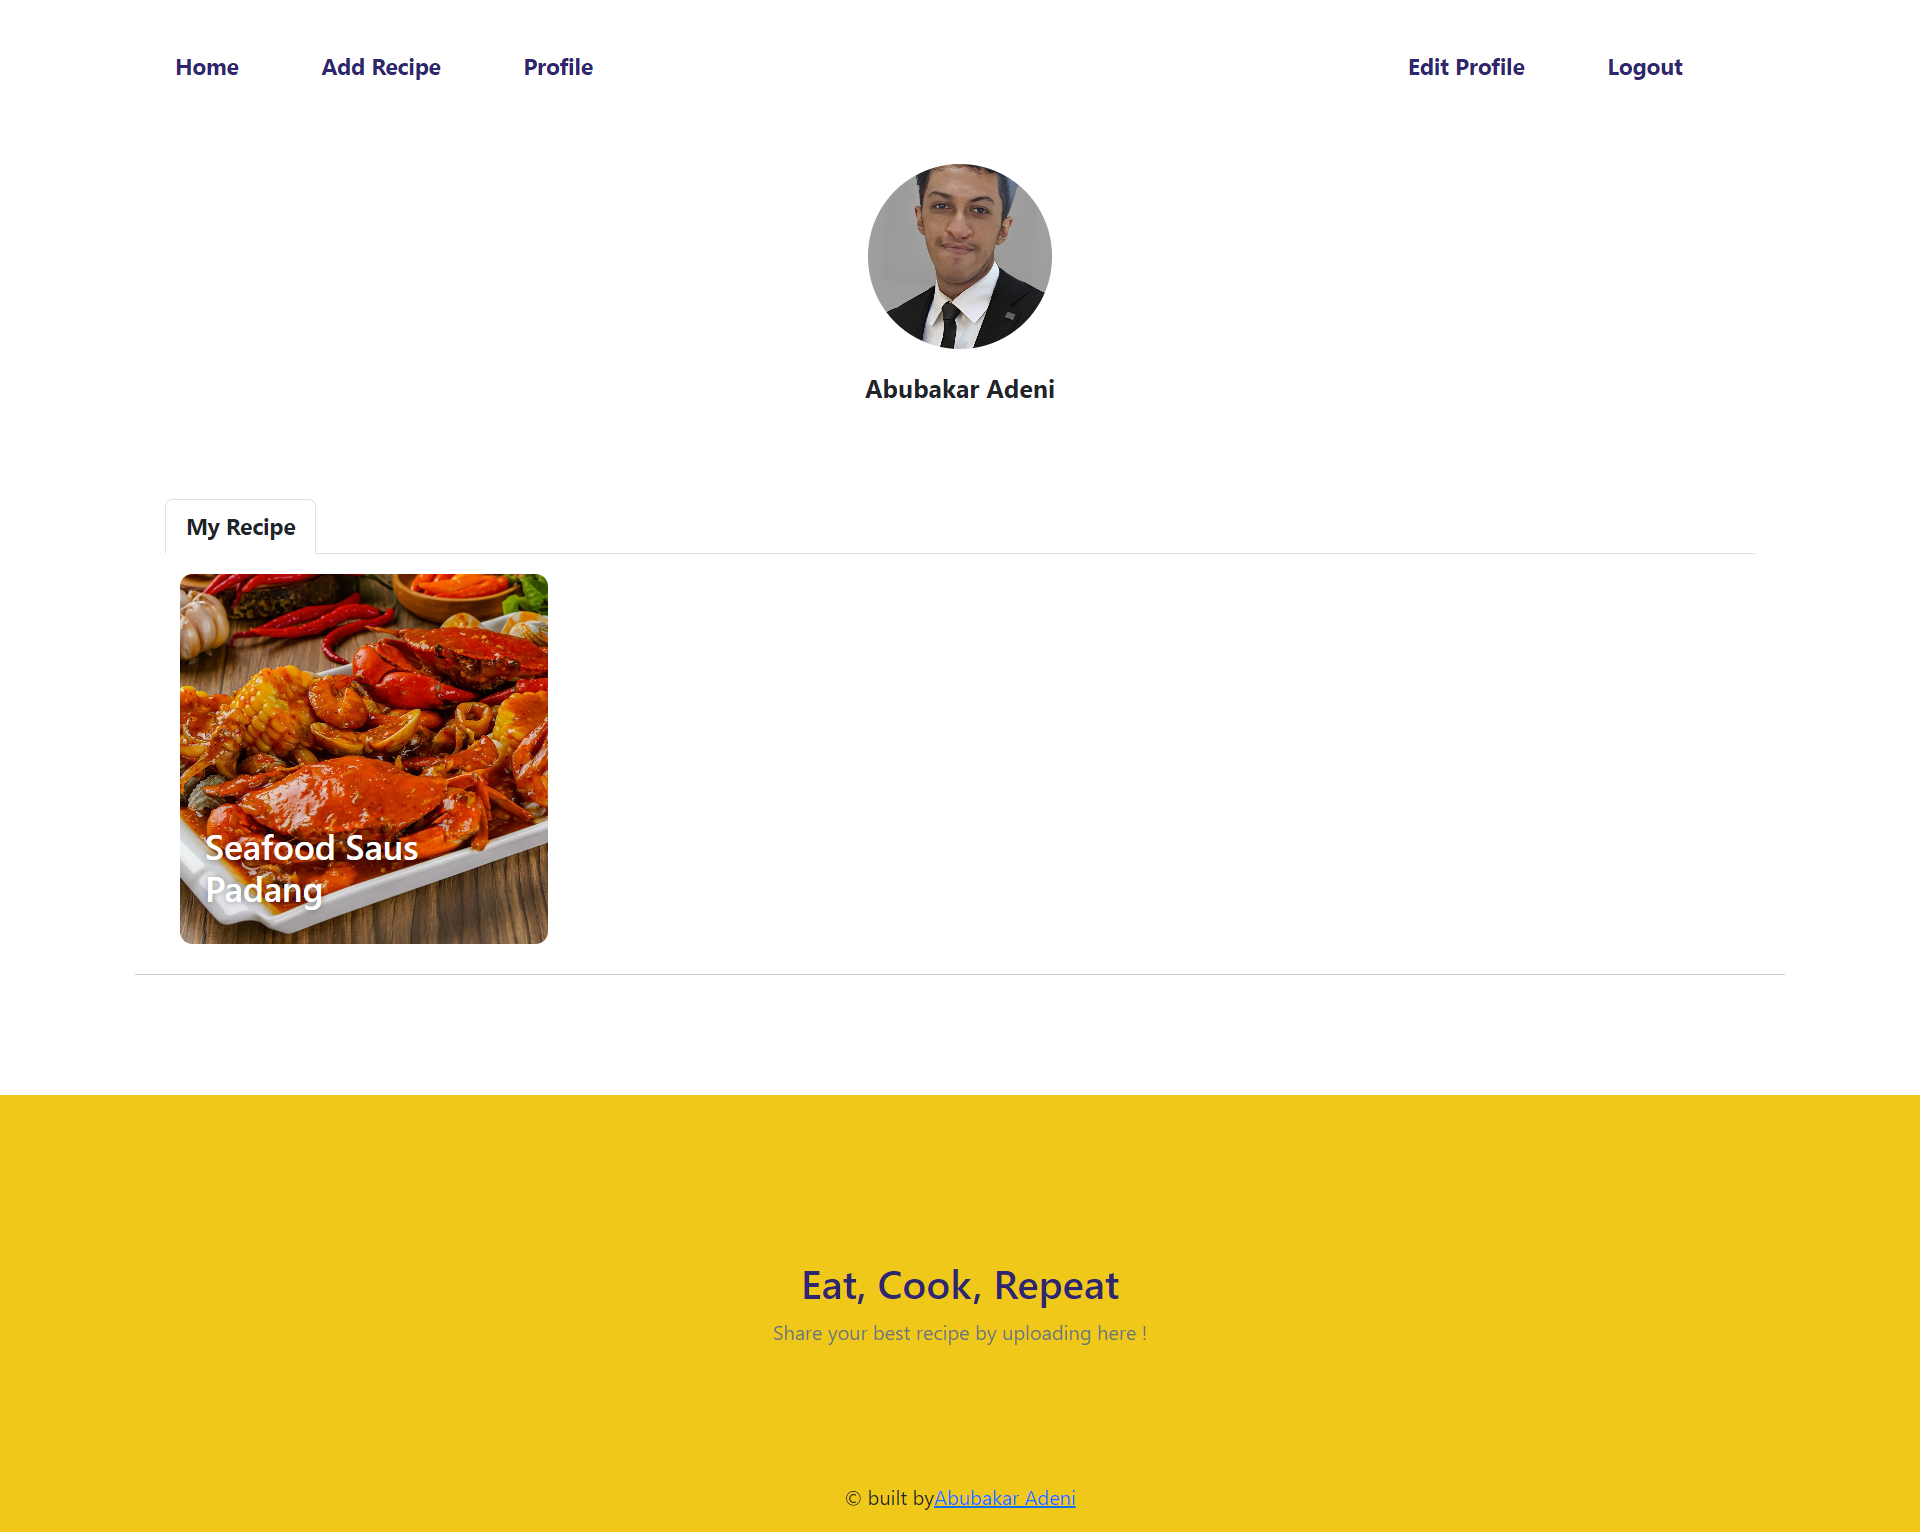 Home Add Recipe Profile Edit Profile Logout
Abubakar Adeni
My Recipe
Seafood Saus
Padang
Eat, Cook, Repeat
Share your best recipe by uploading here !
© built byAbubakar Adeni